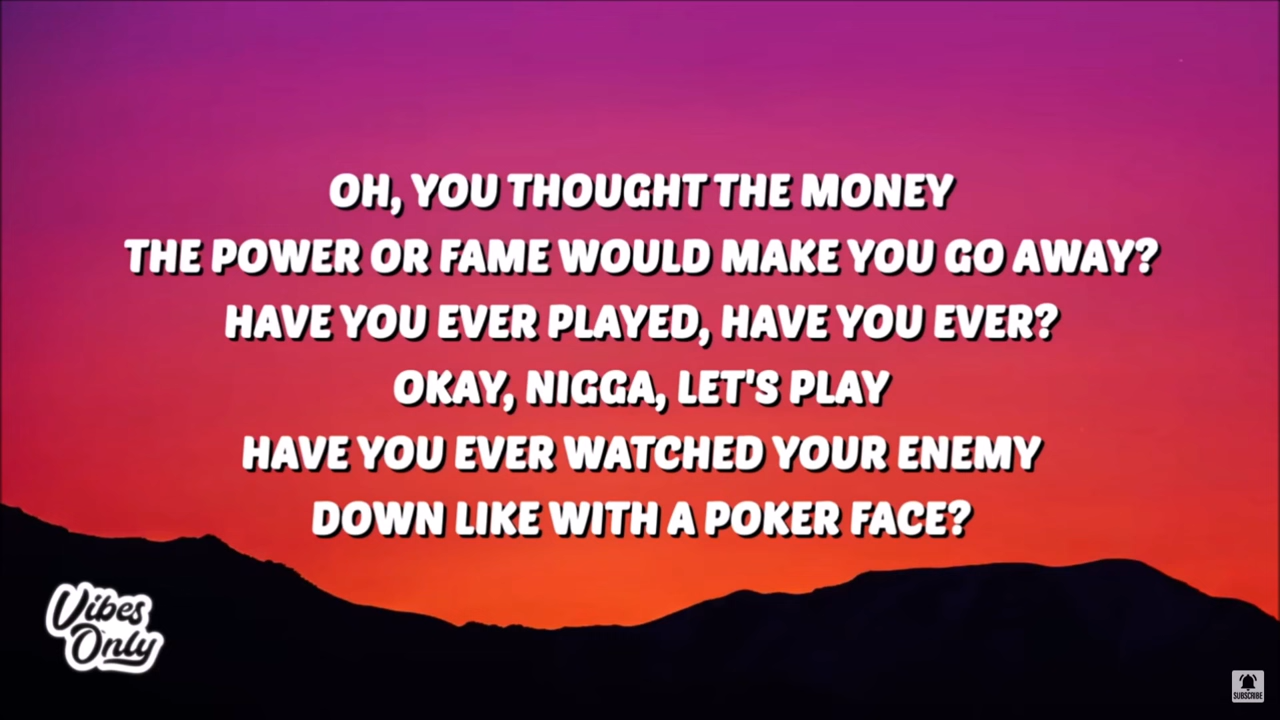 OH, YOU THOUGHT THE MONEY
THE POWER OR FAME WOULD MAKE YOU GO AWAY?
HAVE YOU EVER PLAYED, HAVE YOU EVER?
OKAY, NIGGA, LET'S PLAY
HAVE YOU EVER WATCHED YOUR ENEMY
DOWN LIKE WITH A POKER FACE?
Vibes
Only
SUBSCRIBE